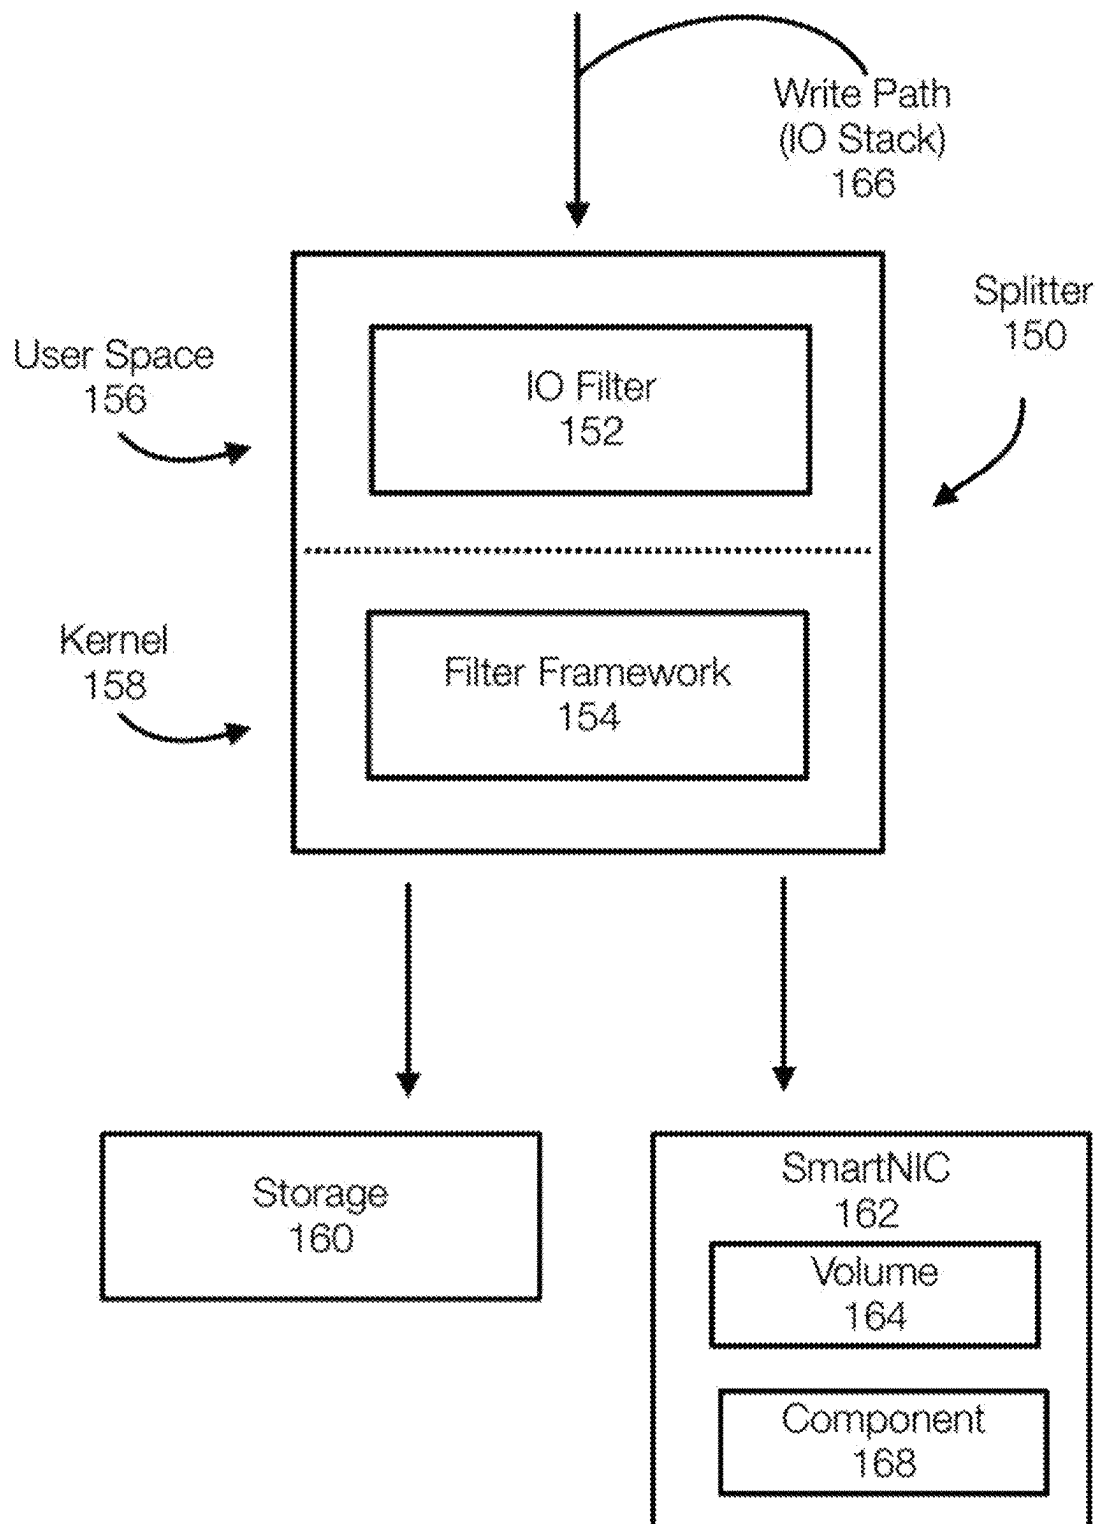 Write Path
(IO Stack)
166
Splitter
150
User Space
156
IO Filter
152
Kernel
158
Filter Framework
154
Storage
160
SmartNIC
162
Volume
164
Component
168